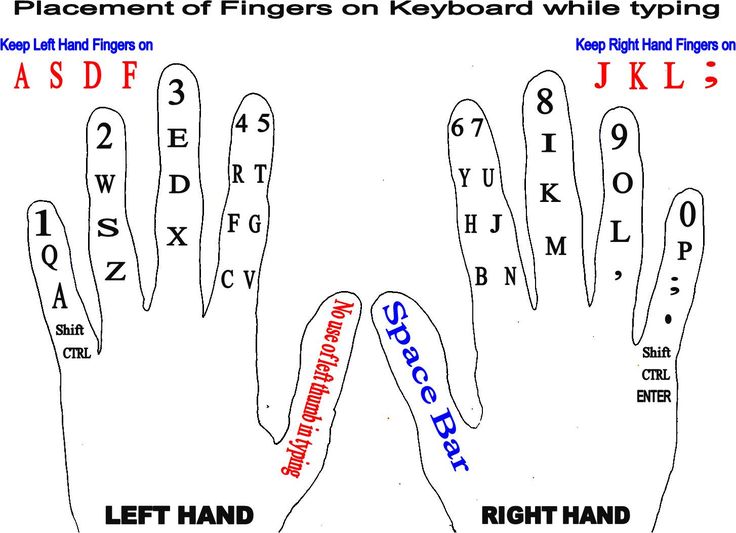 Placement of Fingers on Keyboard while typing
Keep Left Hand Fingers on
A S D F
Keep Right Hand Fingers on
J K L ;
1
Q
A
Shift
CTRL
2
W
S
Z
3
E
D
X
4 5
R T
F G
C V
No use of left thumb in typing
LEFT HAND
6 7
Y U
H J
B N
8
I
K
M
9
O
L
,
0
P
;
.
Shift
CTRL
ENTER
Space Bar
RIGHT HAND